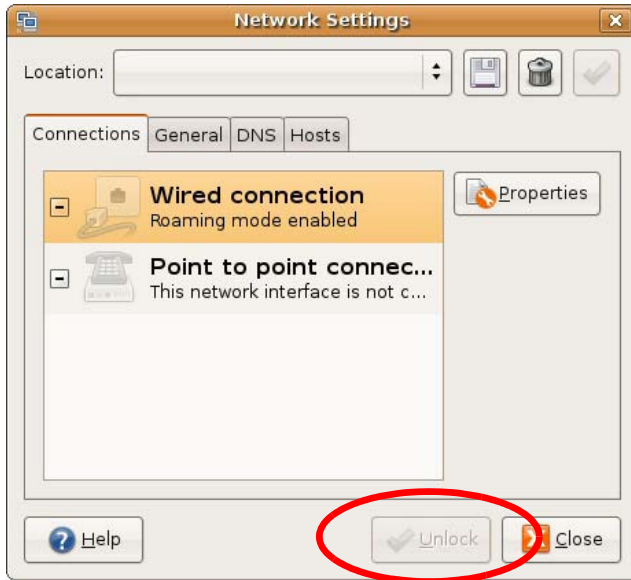 Network Settings
Location:
Connections General DNS Hosts
Wired connection
Roaming mode enabled
Properties
Point to point connec...
This network interface is not c...
Help Unlock Close